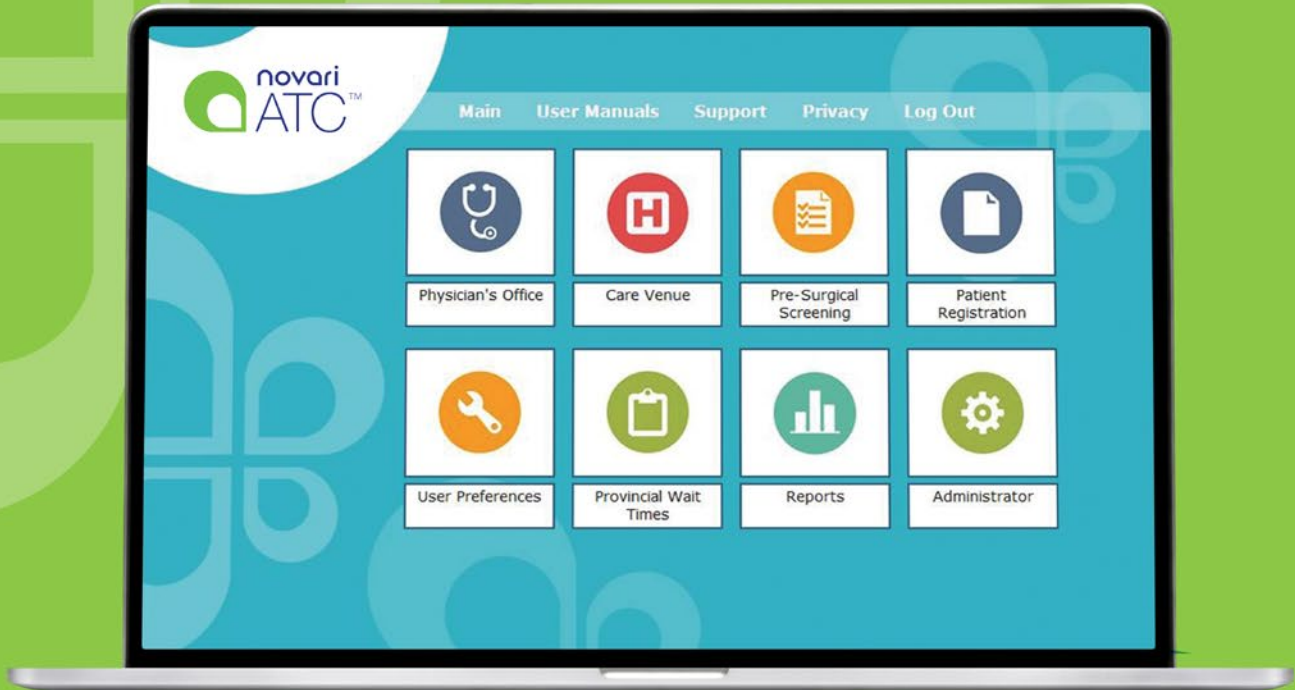 novari
ATC™
Main User Manuals Support Privacy Log Out
H
Physician's Office Care Venue Pre-Surgical Patient
Screening Registration
User Preferences Provincial Wait Reports Administrator
Times